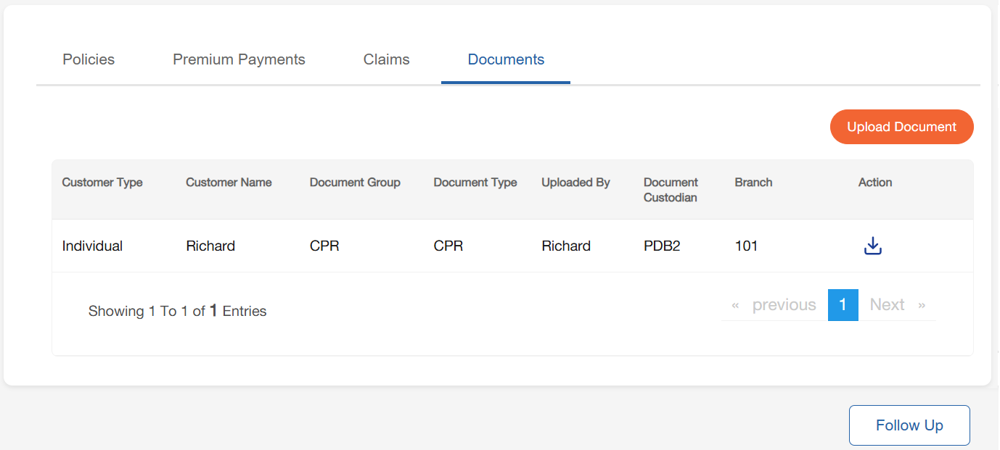 Policies Premium Payments Claims Documents
Upload Document
Customer Type Customer Name Document Group Document Type Uploaded By Document Custodian Branch Action
Individual Richard CPR CPR Richard PDB2 101
Showing 1 To 1 of 1 Entries « previous 1 Next »
Follow Up